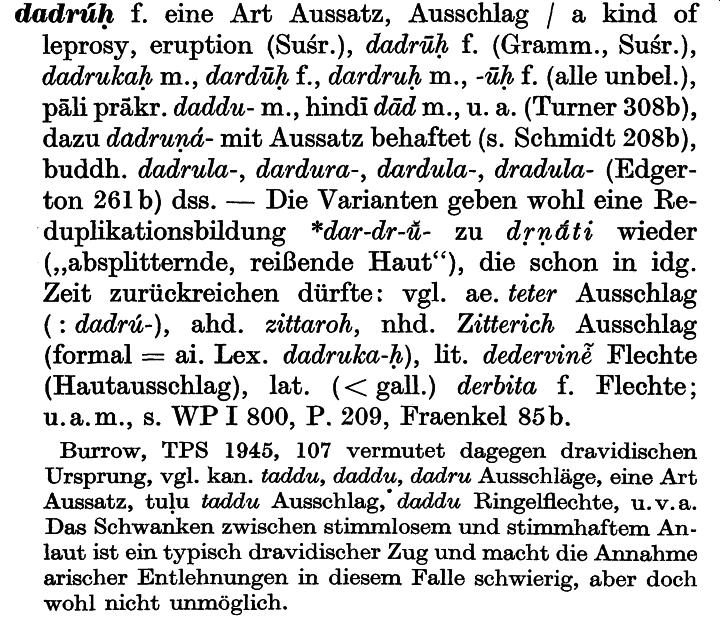 dadrúḥ f. eine Art Aussatz, Ausschlag / a kind of
leprosy, eruption (Suśr.), dadrūḥ f. (Gramm., Suśr.),
dadrukaḥ m., dardūḥ f., dardruḥ m., -ūḥ f. (alle unbel.),
pāli prākr. daddu- m., hindī dād m., u. a. (Turner 308b),
dazu dadruṇá- mit Aussatz behaftet (s. Schmidt 208b),
buddh. dadrula-, dardura-, dardula-, dradula- (Edger-
ton 261b) dss. — Die Varianten geben wohl eine Re-
duplikationsbildung *dar-dr-ū̆- zu dṛṇā́ti wieder
(„absplitternde, reißende Haut“), die schon in idg.
Zeit zurückreichen dürfte: vgl. ae. teter Ausschlag
(: dadrú-), ahd. zittaroh, nhd. Zitterich Ausschlag
(formal = ai. Lex. dadruka-ḥ), lit. dedervinė̃ Flechte
(Hautausschlag), lat. (< gall.) derbita f. Flechte;
u. a. m., s. WP I 800, P. 209, Fraenkel 85b.
Burrow, TPS 1945, 107 vermutet dagegen dravidischen
Ursprung, vgl. kan. taddu, daddu, dadru Ausschläge, eine Art
Aussatz, tuḷu taddu Ausschlag, daddu Ringelflechte, u. v. a.
Das Schwanken zwischen stimmlosem und stimmhaftem An-
laut ist ein typisch dravidischer Zug und macht die Annahme
arischer Entlehnungen in diesem Falle schwierig, aber doch
wohl nicht unmöglich.